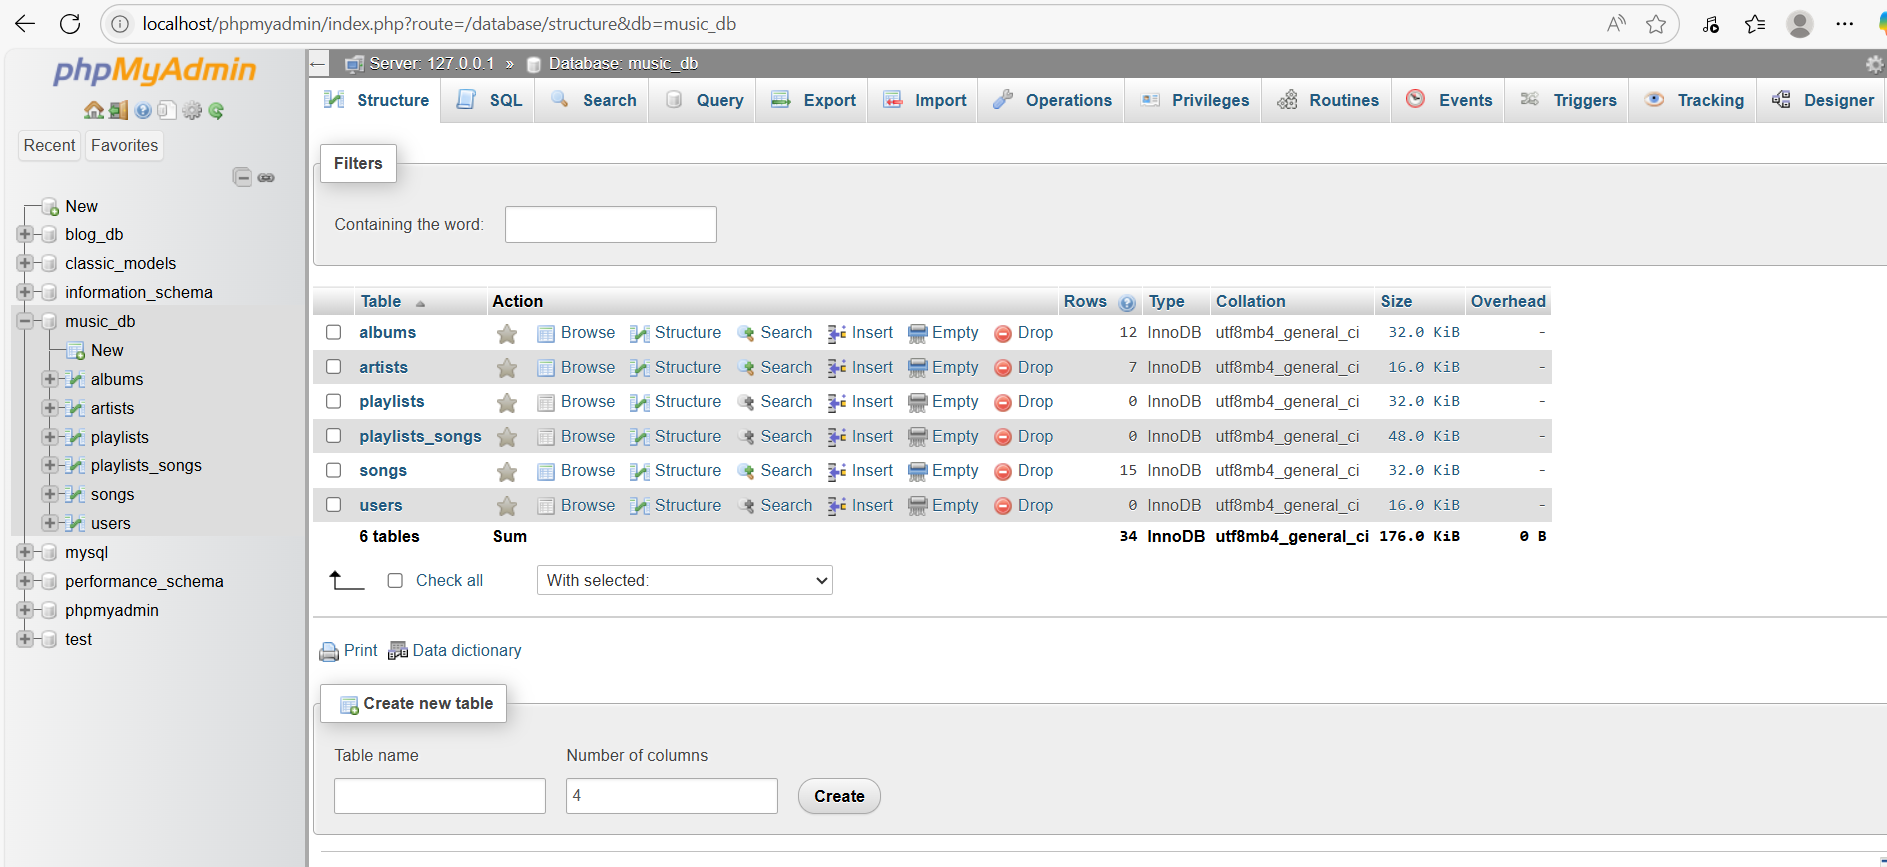 localhost/phpmyadmin/index.php?route=/database/structure&db=music_db
phpMyAdmin
Recent Favorites
New
blog_db
classic_models
information_schema
music_db
New
albums
artists
playlists
playlists_songs
songs
users
mysql
performance_schema
phpmyadmin
test
Server: 127.0.0.1 » Database: music_db
Structure SQL Search Query Export Import Operations Privileges Routines Events Triggers Tracking Designer
Filters
Containing the word:
Table Action Rows Type Collation Size Overhead
albums Browse Structure Search Insert Empty Drop 12 InnoDB utf8mb4_general_ci 32.0 KiB -
artists Browse Structure Search Insert Empty Drop 7 InnoDB utf8mb4_general_ci 16.0 KiB -
playlists Browse Structure Search Insert Empty Drop 0 InnoDB utf8mb4_general_ci 32.0 KiB -
playlists_songs Browse Structure Search Insert Empty Drop 0 InnoDB utf8mb4_general_ci 48.0 KiB -
songs Browse Structure Search Insert Empty Drop 15 InnoDB utf8mb4_general_ci 32.0 KiB -
users Browse Structure Search Insert Empty Drop 0 InnoDB utf8mb4_general_ci 16.0 KiB -
6 tables Sum 34 InnoDB utf8mb4_general_ci 176.0 KiB 0 B
Check all With selected:
Print Data dictionary
Create new table
Table name Number of columns
4 Create